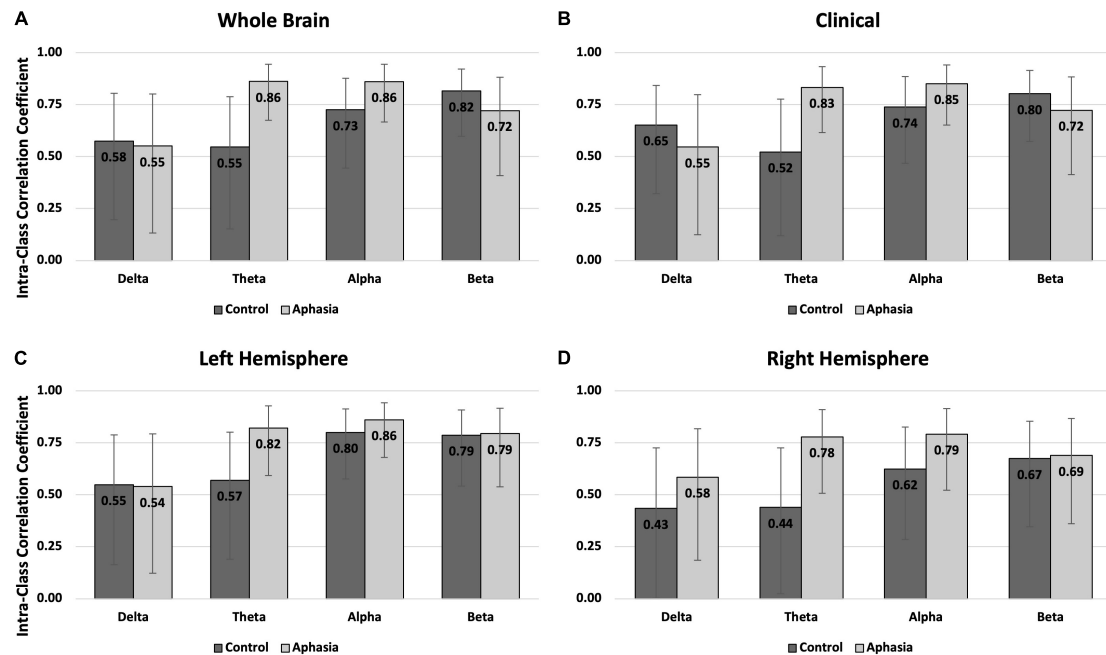 A
Whole Brain
Intra-Class Correlation Coefficient
1.00
0.75
0.50
0.25
0.00
0.58
0.55
0.55
0.86
0.73
0.86
0.82
0.72
Delta
Theta
Alpha
Beta
Control
Aphasia
B
Clinical
1.00
0.75
0.50
0.25
0.00
0.65
0.55
0.52
0.83
0.74
0.85
0.80
0.72
Delta
Theta
Alpha
Beta
Control
Aphasia
C
Left Hemisphere
Intra-Class Correlation Coefficient
1.00
0.75
0.50
0.25
0.00
0.55
0.54
0.57
0.82
0.80
0.86
0.79
0.79
Delta
Theta
Alpha
Beta
Control
Aphasia
D
Right Hemisphere
1.00
0.75
0.50
0.25
0.00
0.43
0.58
0.44
0.78
0.62
0.79
0.67
0.69
Delta
Theta
Alpha
Beta
Control
Aphasia